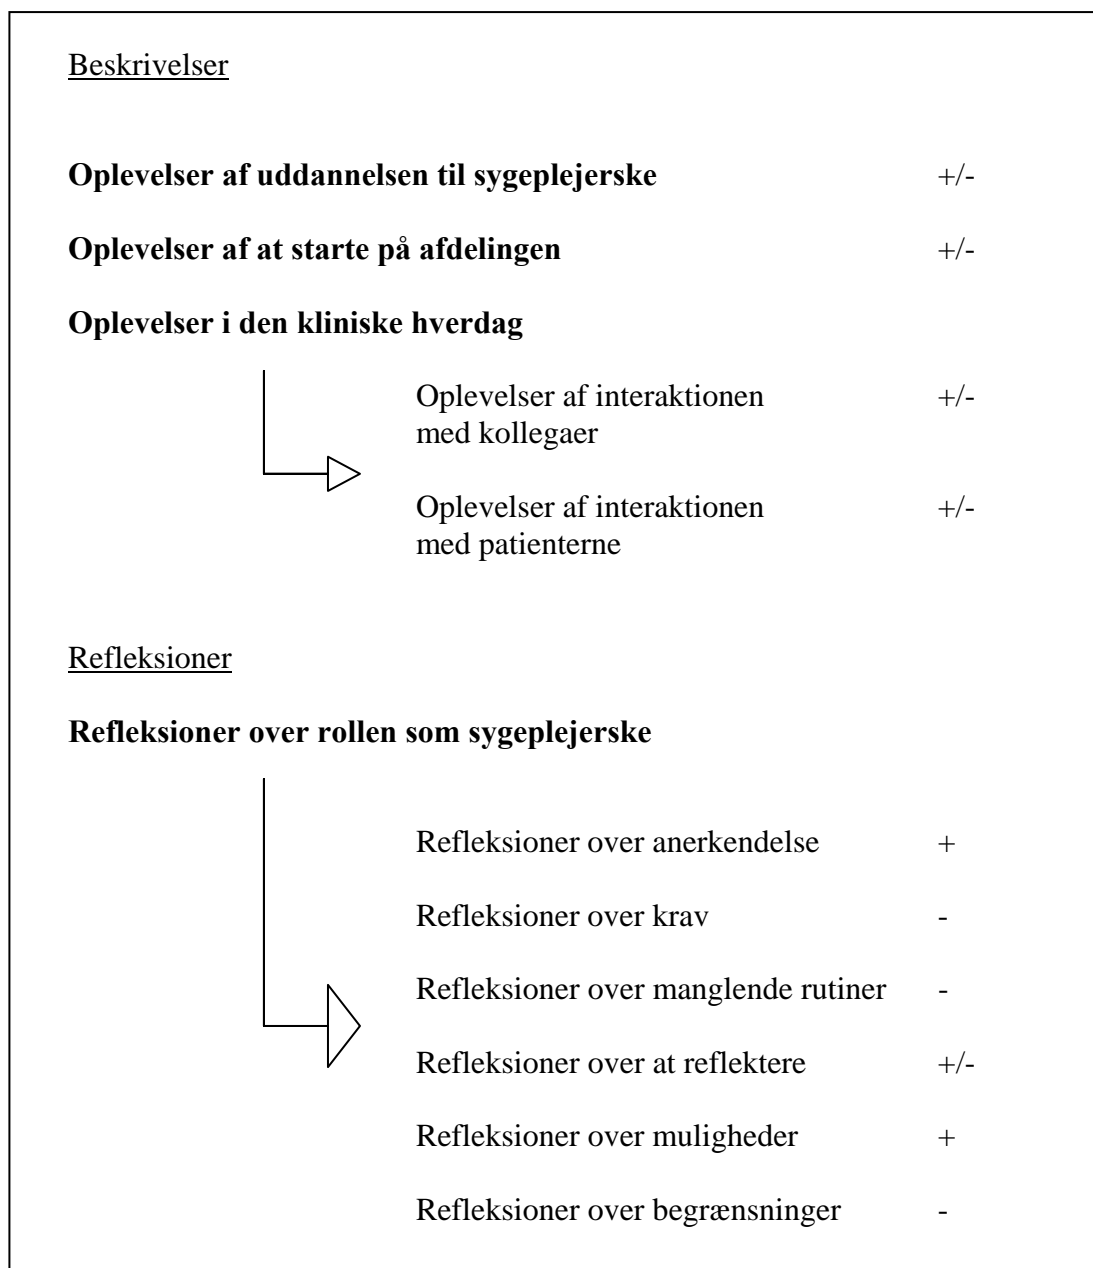 Beskrivelser
Oplevelser af uddannelsen til sygeplejerske +/-
Oplevelser af at starte på afdelingen +/-
Oplevelser i den kliniske hverdag
Oplevelser af interaktionen +/-
med kollegaer
Oplevelser af interaktionen +/-
med patienterne
Refleksioner
Refleksioner over rollen som sygeplejerske
Refleksioner over anerkendelse +
Refleksioner over krav -
Refleksioner over manglende rutiner -
Refleksioner over at reflektere +/-
Refleksioner over muligheder +
Refleksioner over begrænsninger -